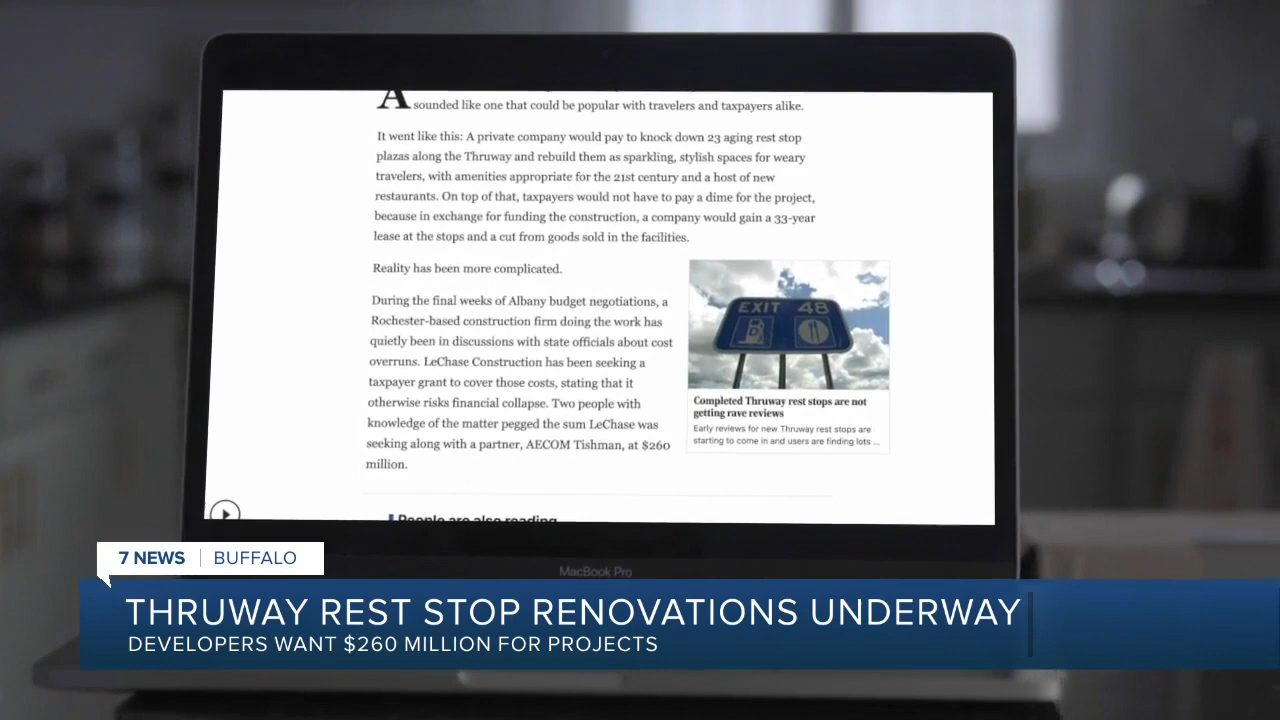 A sounded like one that could be popular with travelers and taxpayers alike.
It went like this: A private company would pay to knock down 23 aging rest stop
plazas along the Thruway and rebuild them as sparkling, stylish spaces for weary
travelers, with amenities appropriate for the 21st century and a host of new
restaurants. On top of that, taxpayers would not have to pay a dime for the project,
because in exchange for funding the construction, a company would gain a 33-year
lease at the stops and a cut from goods sold in the facilities.
Reality has been more complicated.
During the final weeks of Albany budget negotiations, a
Rochester-based construction firm doing the work has
quietly been in discussions with state officials about cost
overruns. LeChase Construction has been seeking a
taxpayer grant to cover those costs, stating that it
otherwise risks financial collapse. Two people with
knowledge of the matter pegged the sum LeChase was
seeking along with a partner, AECOM Tishman, at $260
million.
EXIT 48
D
Completed Thruway rest stops are not
getting rave reviews
Early reviews for new Thruway rest stops are
starting to come in and users are finding lots ...
People are also reading
MacBook Pro
7 NEWS | BUFFALO
THRUWAY REST STOP RENOVATIONS UNDERWAY
DEVELOPERS WANT $260 MILLION FOR PROJECTS